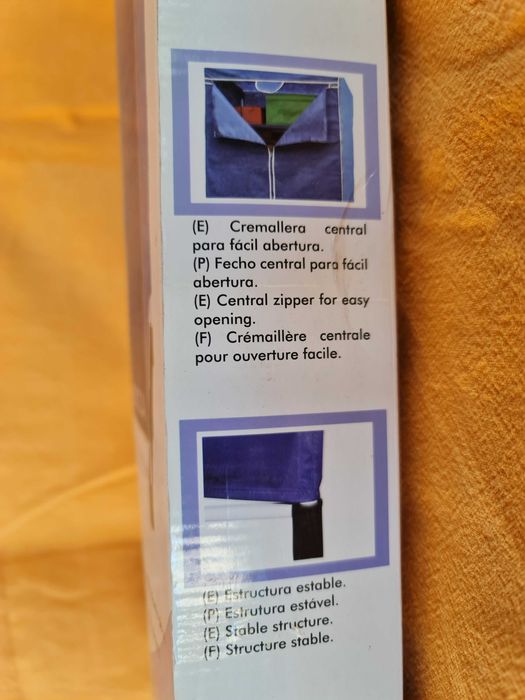 (E) Cremallera central
para fácil abertura.
(P) Fecho central para fácil
abertura.
(E) Central zipper for easy
opening.
(F) Crémaillère centrale
pour ouverture facile.
(E) Estructura estable.
(P) Estrutura estável.
(E) Stable structure.
(F) Structure stable.